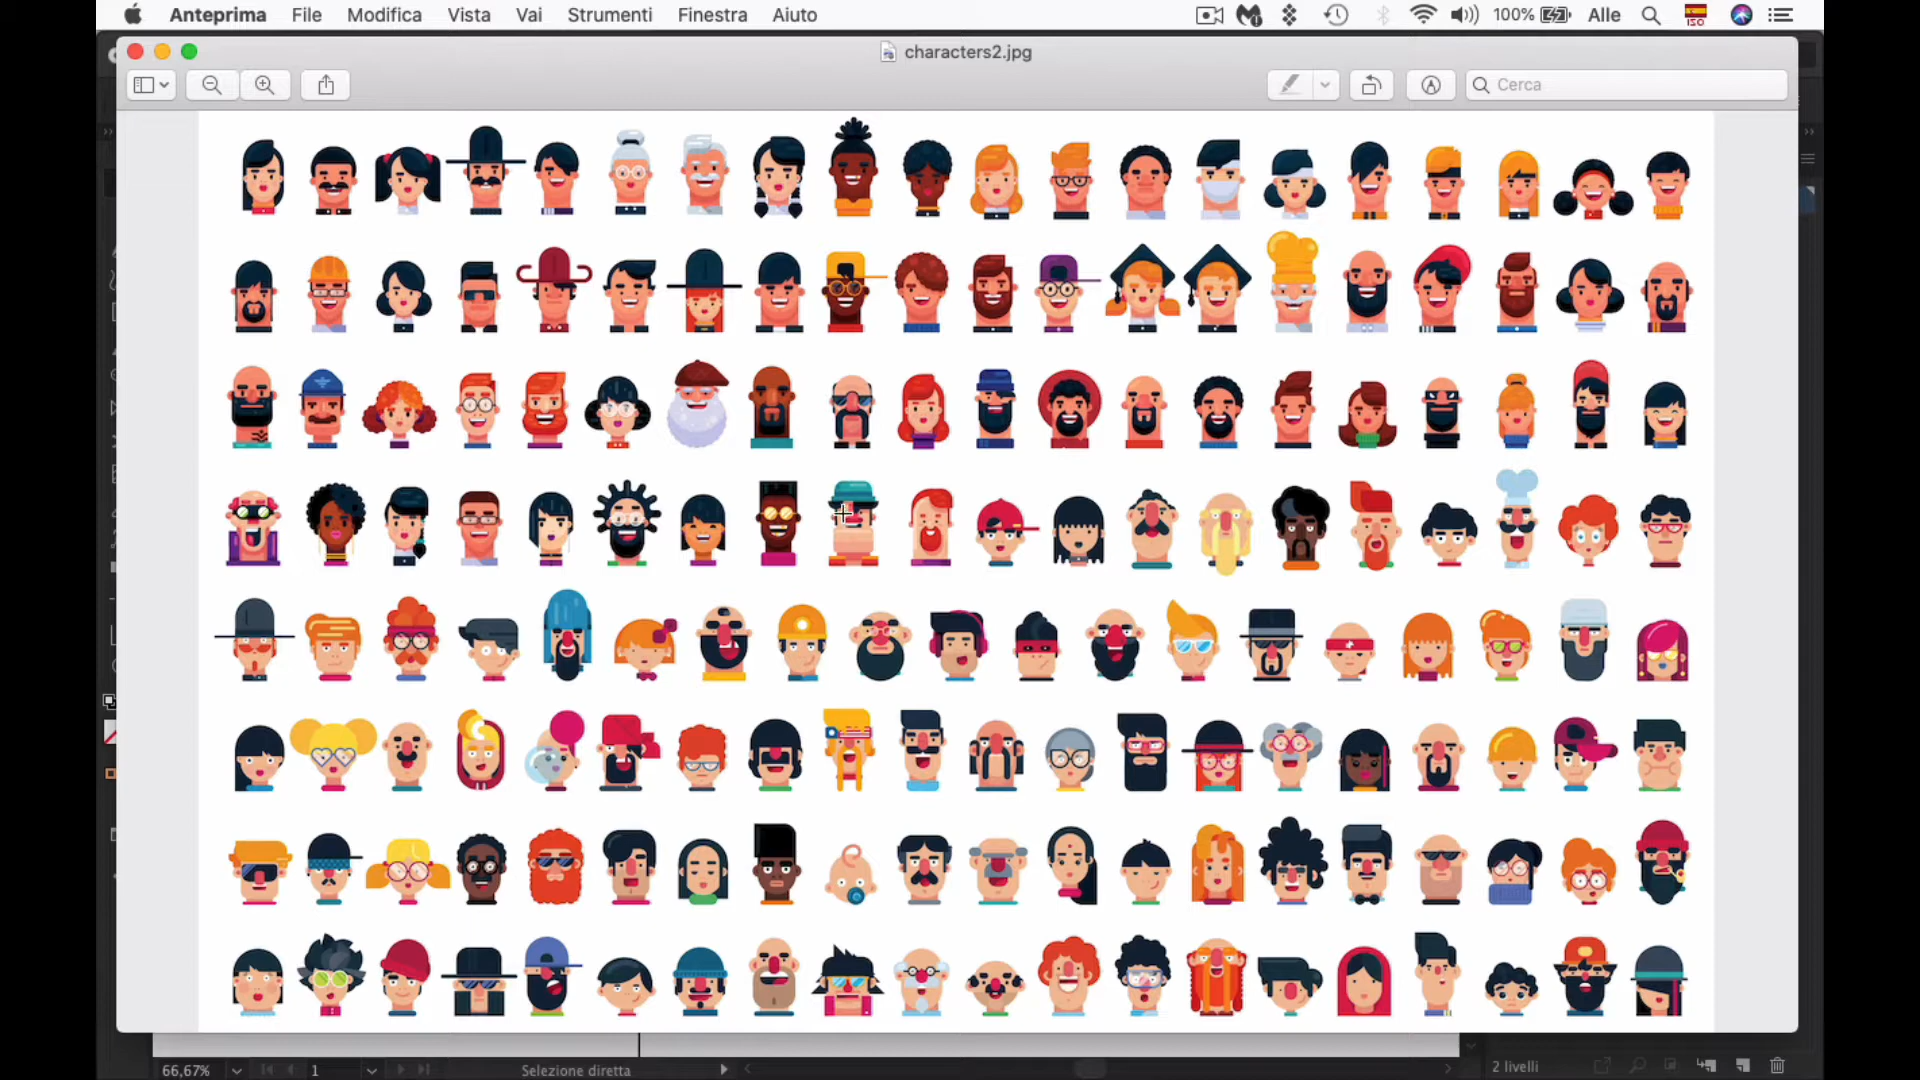 Anteprima File Modifica Vista Vai Strumenti Finestra Aiuto 100% Alle ISO
characters2.jpg
Cerca
66,67% 1 Selezione diretta 2 livelli